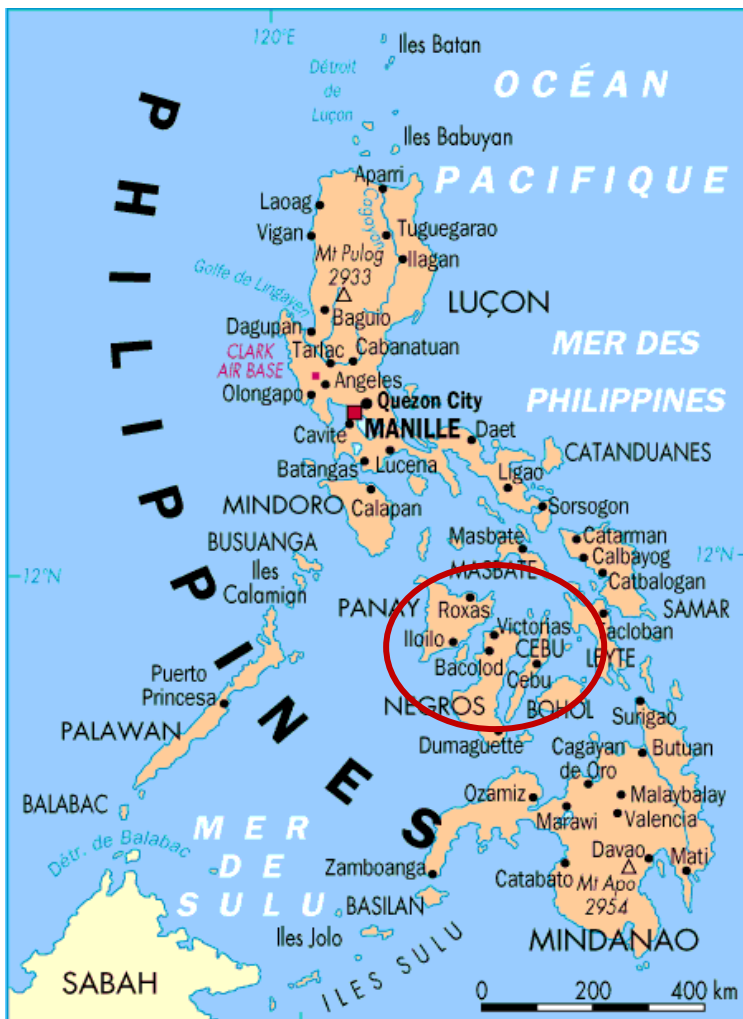 120°E
Iles Batan
Détroit
de
Luçon
OCÉAN
PACIFIQUE
Iles Babuyan
PHILIPPINES
Aparri
Laoag
Cagayan
Vigan
Tuguegarao
Mt Pulog
2933
Ilagan
Golfe de Lingayen
LUÇON
Baguio
Dagupan
MER DES
PHILIPPINES
CLARK
AIR BASE
Tarlac
Cabanatuan
Angeles
Olongapo
Quezon City
MANILLE
Cavite
Daet
CATANDUANES
Batangas
Lucena
Ligao
MINDORO
Calapan
Sorsogon
BUSUANGA
Masbate
Catarman
Calbayog
12°N
12°N
Iles
Calamian
MASBATE
Catbalogan
PANAY
Roxas
SAMAR
Iloilo
Victorias
Tacloban
CEBU
LEYTE
Bacolod
Cebu
Puerto
Princesa
NEGROS
BOHOL
Surigao
PALAWAN
Dumaguette
Cagayan
de Oro
Butuan
BALABAC
Ozamiz
Malaybalay
Marawi
Valencia
MER
DE
SULU
Détr. de Balabac
Davao
Mati
Zamboanga
Catabato
Mt Apo
2954
BASILAN
Iles Jolo
MINDANAO
ILES SULU
SABAH
0 200 400 km